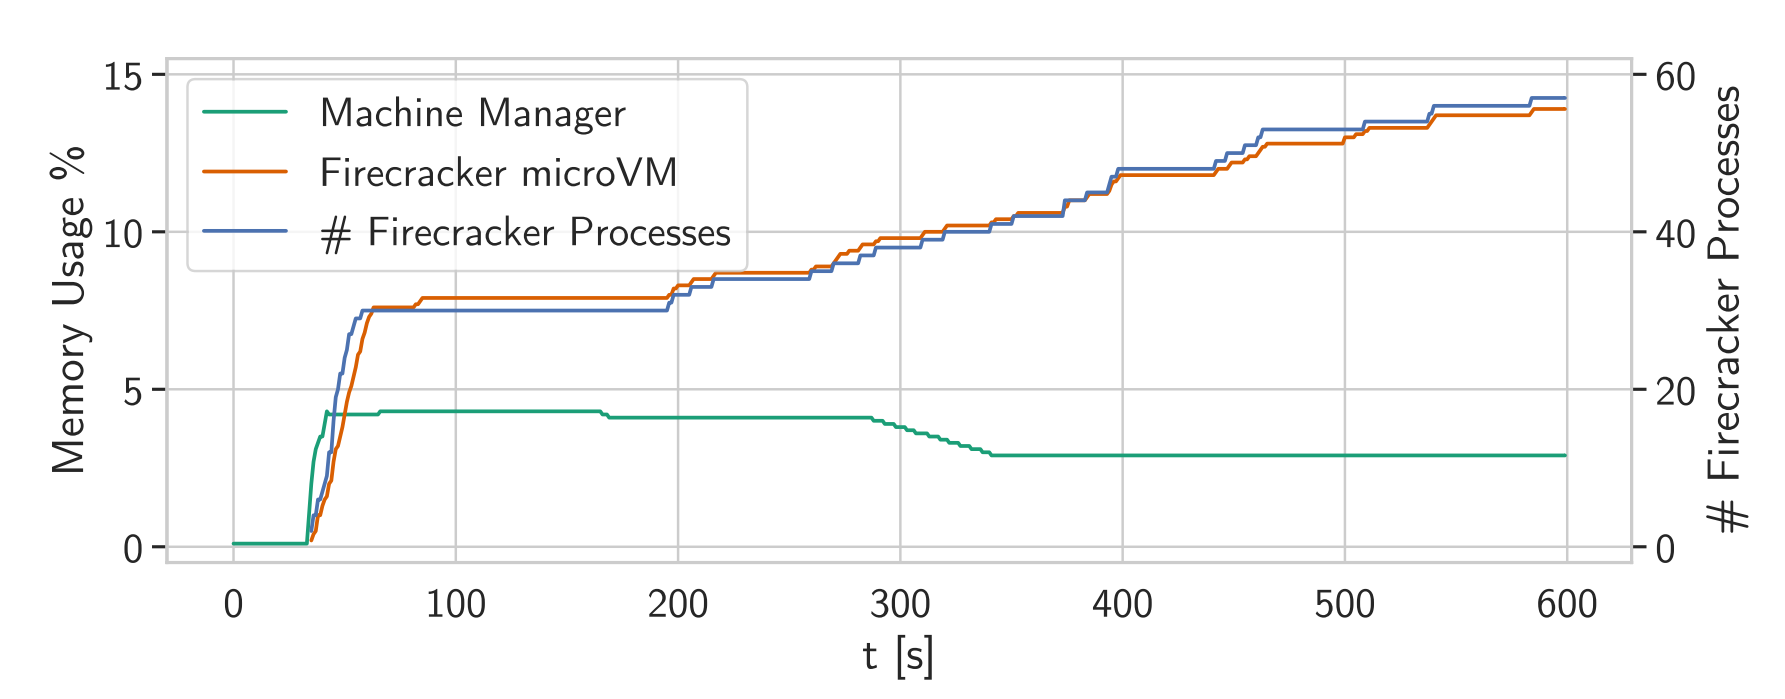 Memory Usage %
15
10
5
0
Machine Manager
Firecracker microVM
# Firecracker Processes
60
40
20
0
# Firecracker Processes
0 100 200 300 400 500 600
t [s]